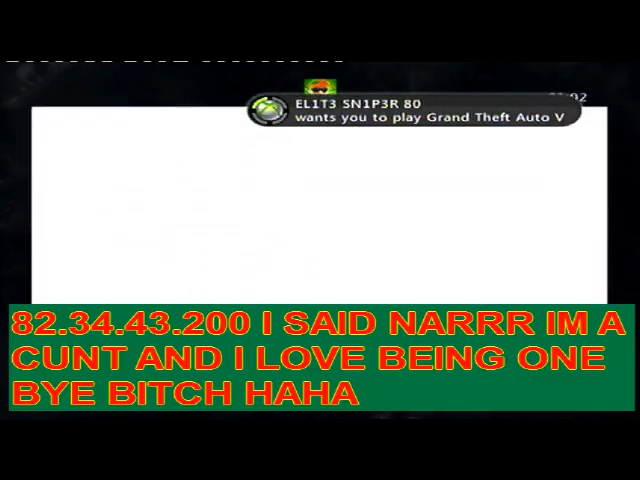 EL1T3 SN1P3R 80
wants you to play Grand Theft Auto V
82.34.43.200 I SAID NARRR IM A
CUNT AND I LOVE BEING ONE
BYE BITCH HAHA